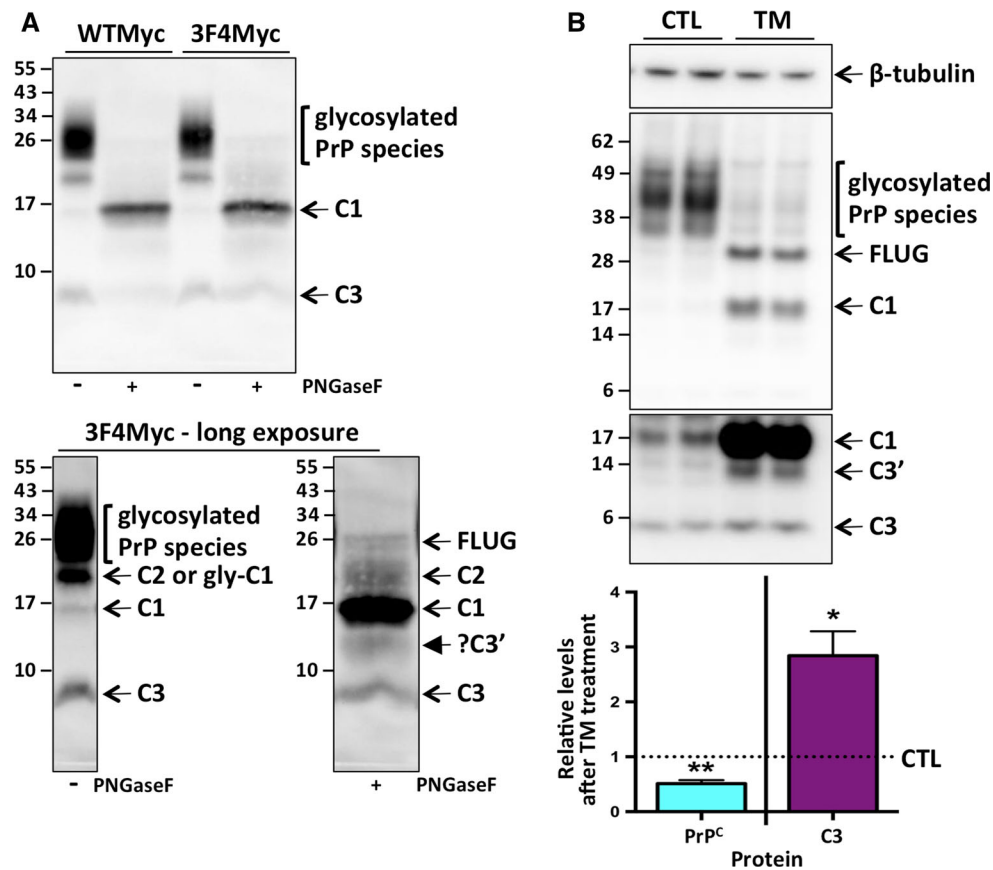 A
WTMyc 3F4Myc
55
43
34
26
17
10
glycosylated
PrP species
C1
C3
- + - + PNGaseF
3F4Myc - long exposure
55
43
34
26
17
10
glycosylated
PrP species
C2 or gly-C1
C1
C3
- PNGaseF
55
43
34
26
17
10
FLUG
C2
C1
?C3’
C3
+ PNGaseF
B
CTL TM
β-tubulin
62
49
38
28
17
14
6
glycosylated
PrP species
FLUG
C1
17
14
6
C1
C3’
C3
Relative levels
after TM treatment
4
3
2
1
0
**
*
CTL
PrPᶜ C3
Protein